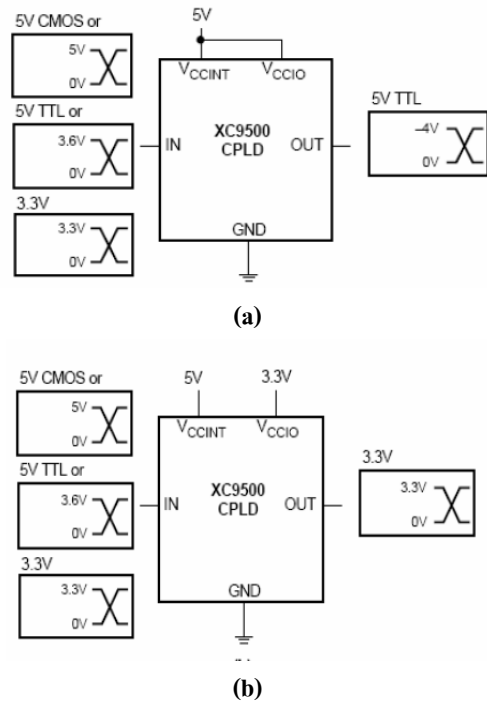 5V CMOS or
5V
0V
5V TTL or
3.6V
0V
3.3V
3.3V
0V
5V
VCCINT VCCIO
IN XC9500 CPLD OUT
GND
5V TTL
~4V
0V
(a)
5V CMOS or
5V
0V
5V TTL or
3.6V
0V
3.3V
3.3V
0V
5V 3.3V
VCCINT VCCIO
IN XC9500 CPLD OUT
GND
3.3V
3.3V
0V
(b)